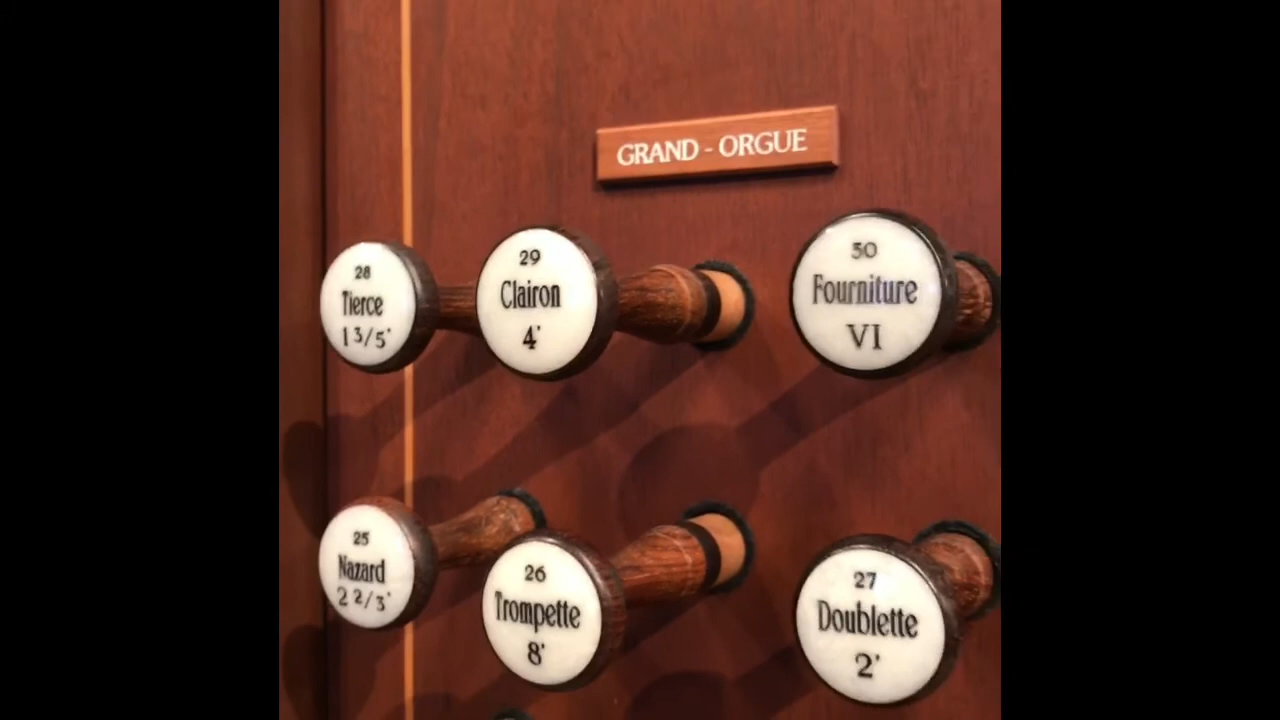 GRAND - ORGUE
28
Tierce
1 3/5'
29
Clairon
4'
30
Fourniture
VI
25
Nazard
2 2/3'
26
Trompette
8'
27
Doublette
2'